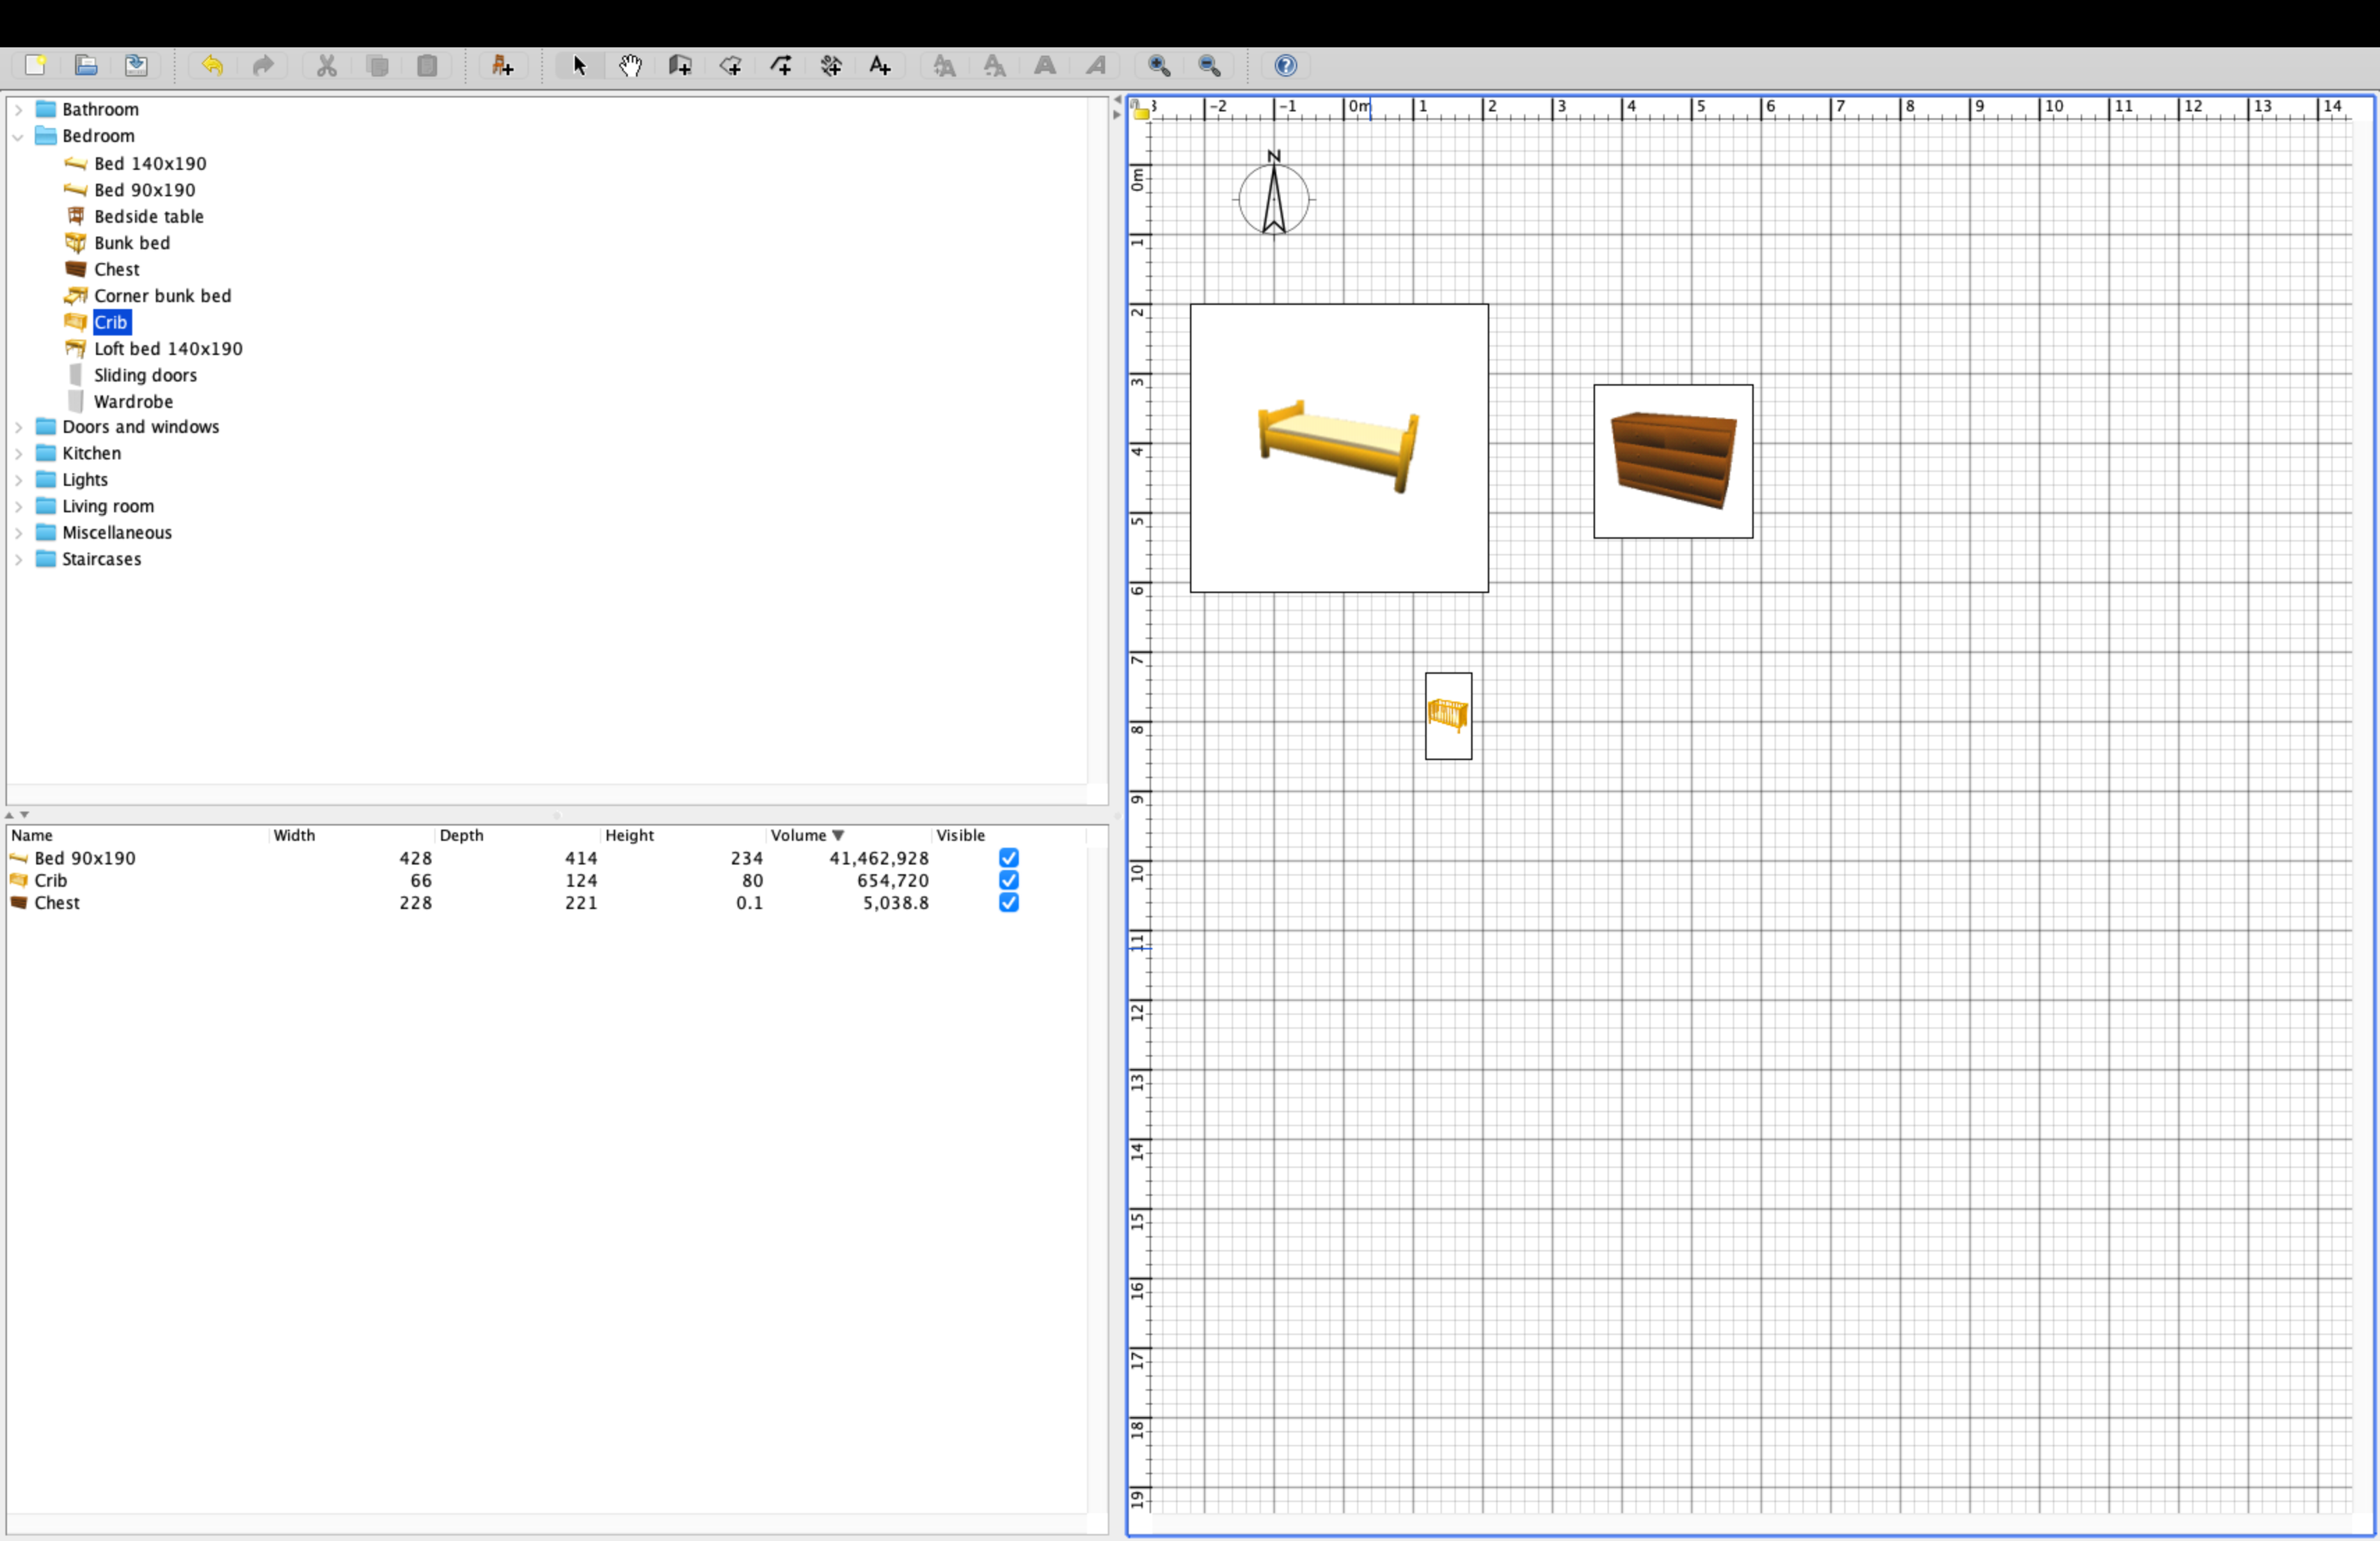 Bathroom
Bedroom
Bed 140x190
Bed 90x190
Bedside table
Bunk bed
Chest
Corner bunk bed
Crib
Loft bed 140x190
Sliding doors
Wardrobe
Doors and windows
Kitchen
Lights
Living room
Miscellaneous
Staircases
Name Width Depth Height Volume Visible
Bed 90x190 428 414 234 41,462,928
Crib 66 124 80 654,720
Chest 228 221 0.1 5,038.8
3 -2 -1 0m 1 2 3 4 5 6 7 8 9 10 11 12 13 14
N
0m
1
2
3
4
5
6
7
8
9
10
11
12
13
14
15
16
17
18
19